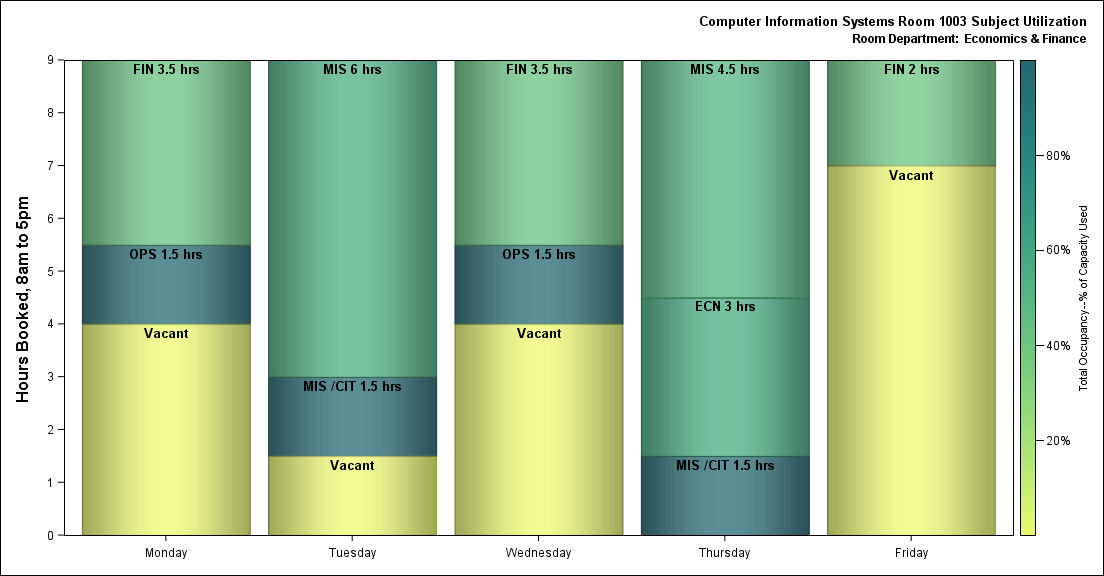 Computer Information Systems Room 1003 Subject Utilization
Room Department: Economics & Finance
Hours Booked, 8am to 5pm
9
8
7
6
5
4
3
2
1
0
FIN 3.5 hrs
OPS 1.5 hrs
Vacant
MIS 6 hrs
MIS /CIT 1.5 hrs
Vacant
FIN 3.5 hrs
OPS 1.5 hrs
Vacant
MIS 4.5 hrs
ECN 3 hrs
MIS /CIT 1.5 hrs
FIN 2 hrs
Vacant
Monday
Tuesday
Wednesday
Thursday
Friday
80%
60%
40%
20%
Total Occupancy--% of Capacity Used